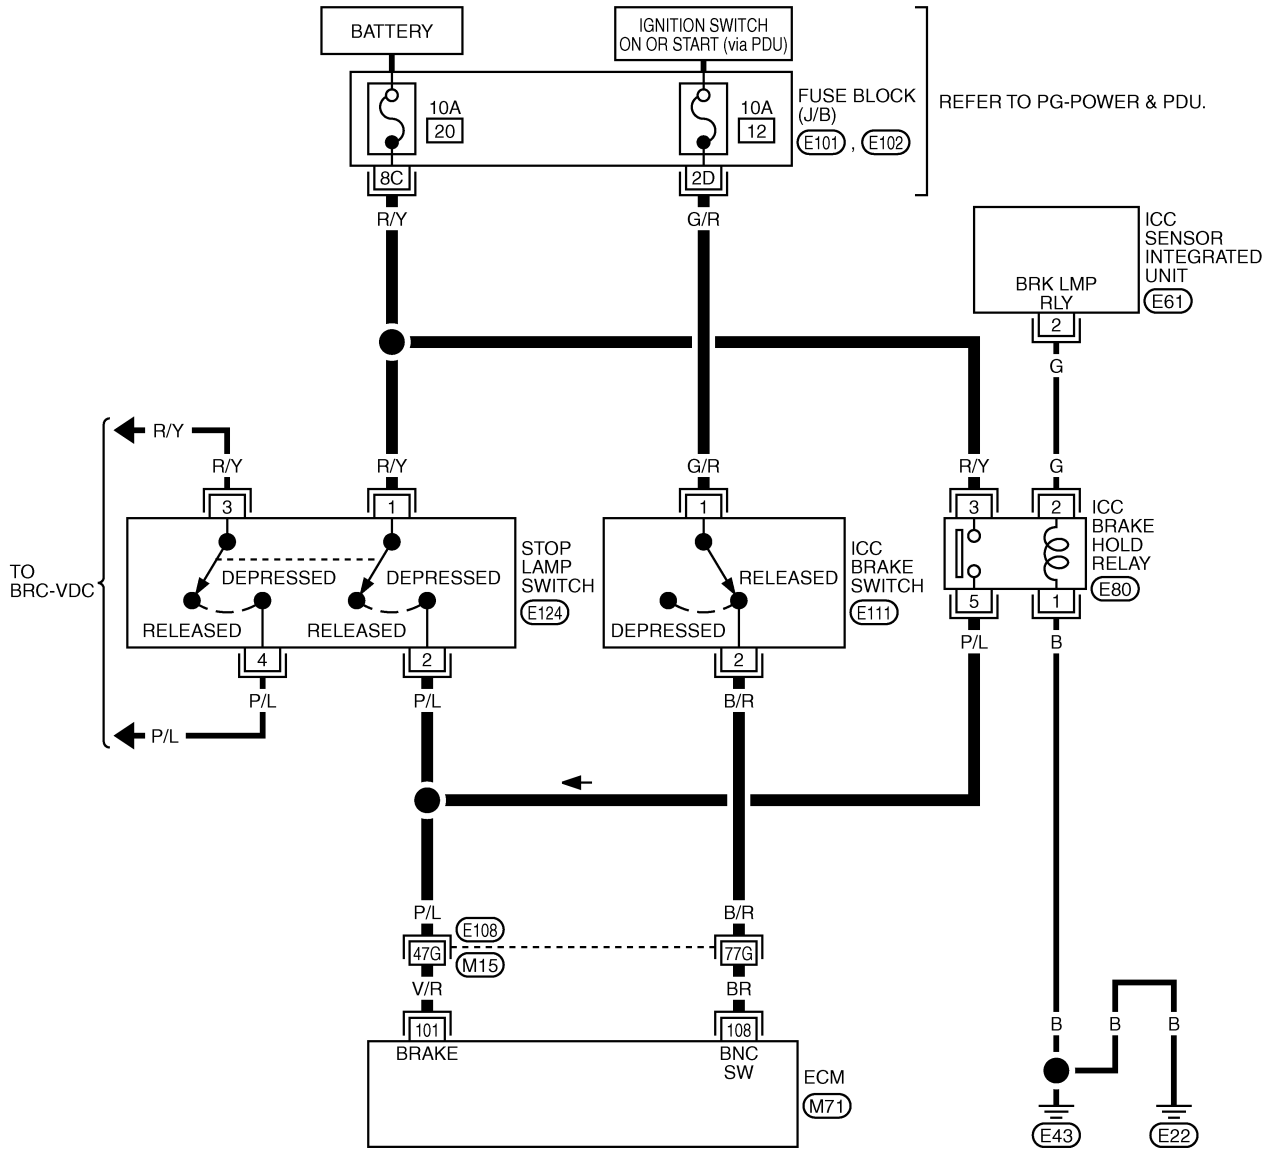 BATTERY
IGNITION SWITCH
ON OR START (via PDU)
10A
20
10A
12
FUSE BLOCK
(J/B)
E101 , E102
REFER TO PG-POWER & PDU.
8C
2D
R/Y
G/R
ICC
SENSOR
INTEGRATED
UNIT
E61
BRK LMP
RLY
2
G
R/Y
R/Y
R/Y
G/R
R/Y
G
3
1
1
3
2
ICC
BRAKE
HOLD
RELAY
E80
TO
BRC-VDC
DEPRESSED
DEPRESSED
RELEASED
RELEASED
STOP
LAMP
SWITCH
E124
RELEASED
DEPRESSED
ICC
BRAKE
SWITCH
E111
5
1
P/L
B
4
2
2
P/L
P/L
B/R
P/L
P/L
B/R
E108
47G
77G
M15
V/R
BR
101
108
BRAKE
BNC
SW
ECM
M71
B
B
B
E43
E22